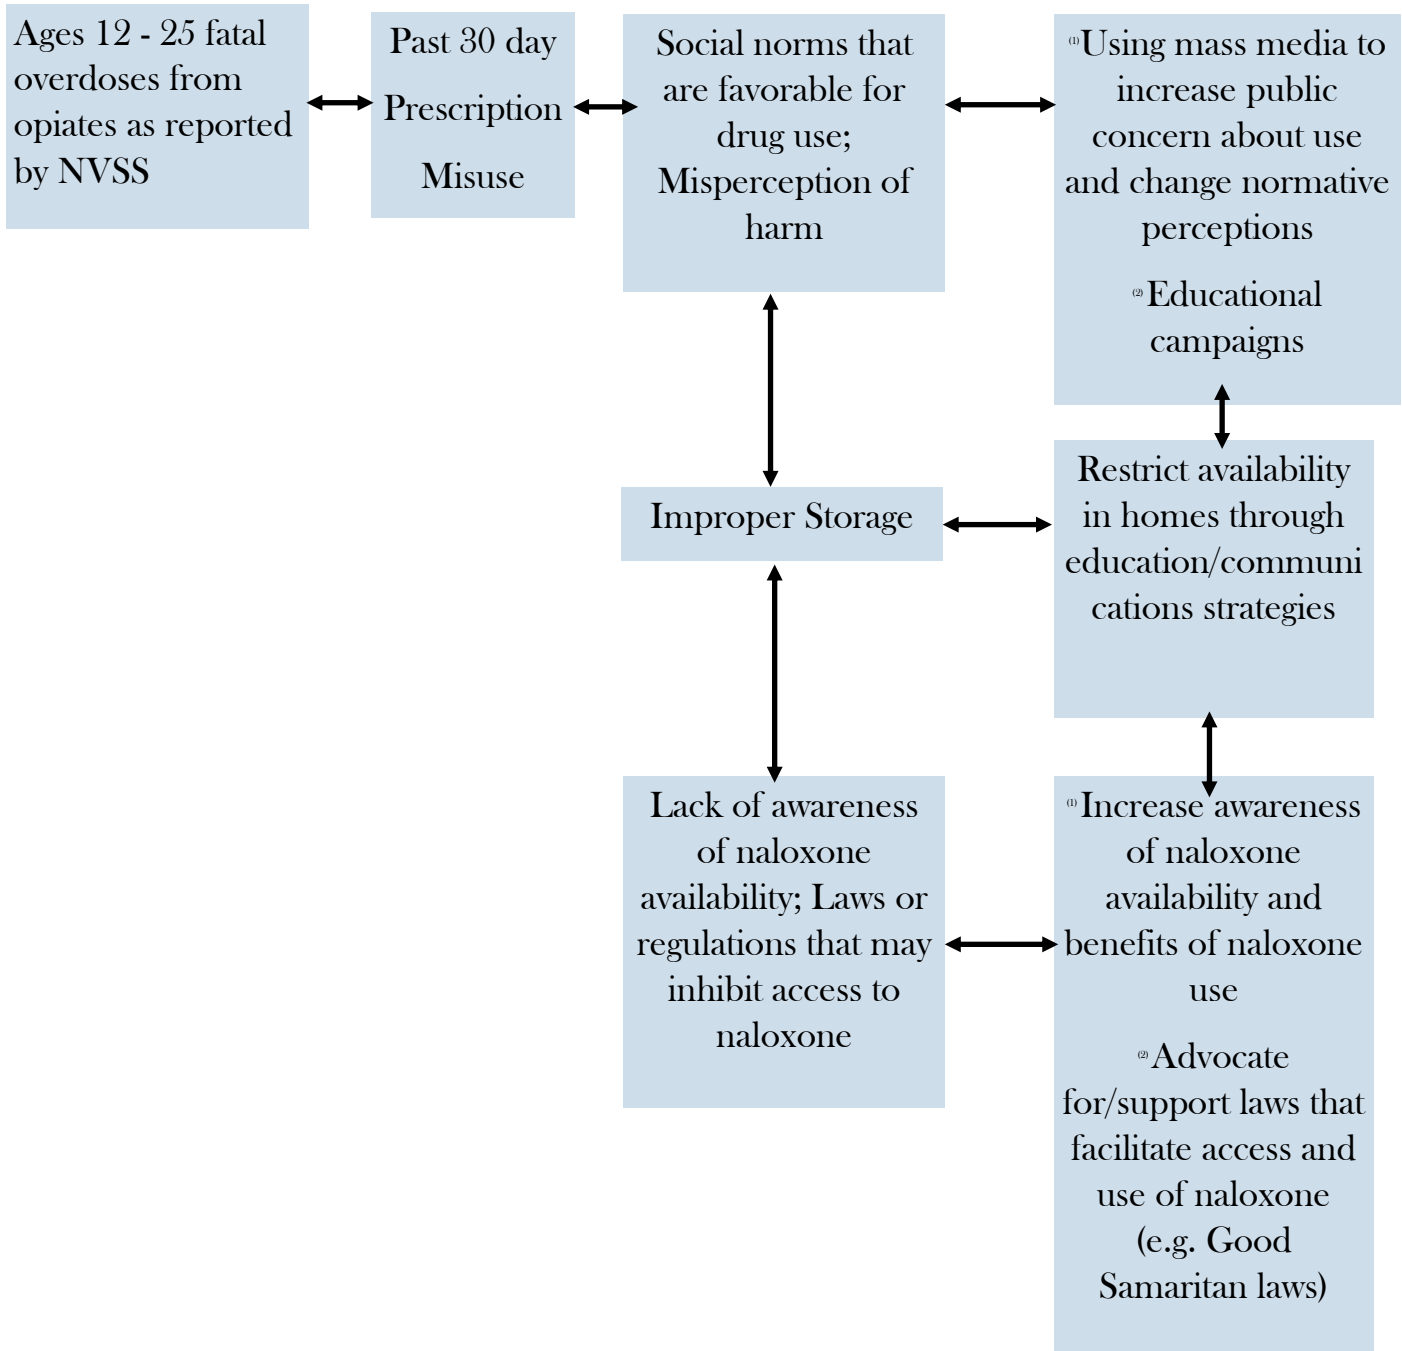 Ages 12 - 25 fatal
overdoses from
opiates as reported
by NVSS
Past 30 day
Prescription
Misuse
Social norms that
are favorable for
drug use;
Misperception of
harm
(1) Using mass media to
increase public
concern about use
and change normative
perceptions
(2) Educational
campaigns
Improper Storage
Restrict availability
in homes through
education/communi
cations strategies
Lack of awareness
of naloxone
availability; Laws or
regulations that may
inhibit access to
naloxone
(1) Increase awareness
of naloxone
availability and
benefits of naloxone
use
(2) Advocate
for/support laws that
facilitate access and
use of naloxone
(e.g. Good
Samaritan laws)